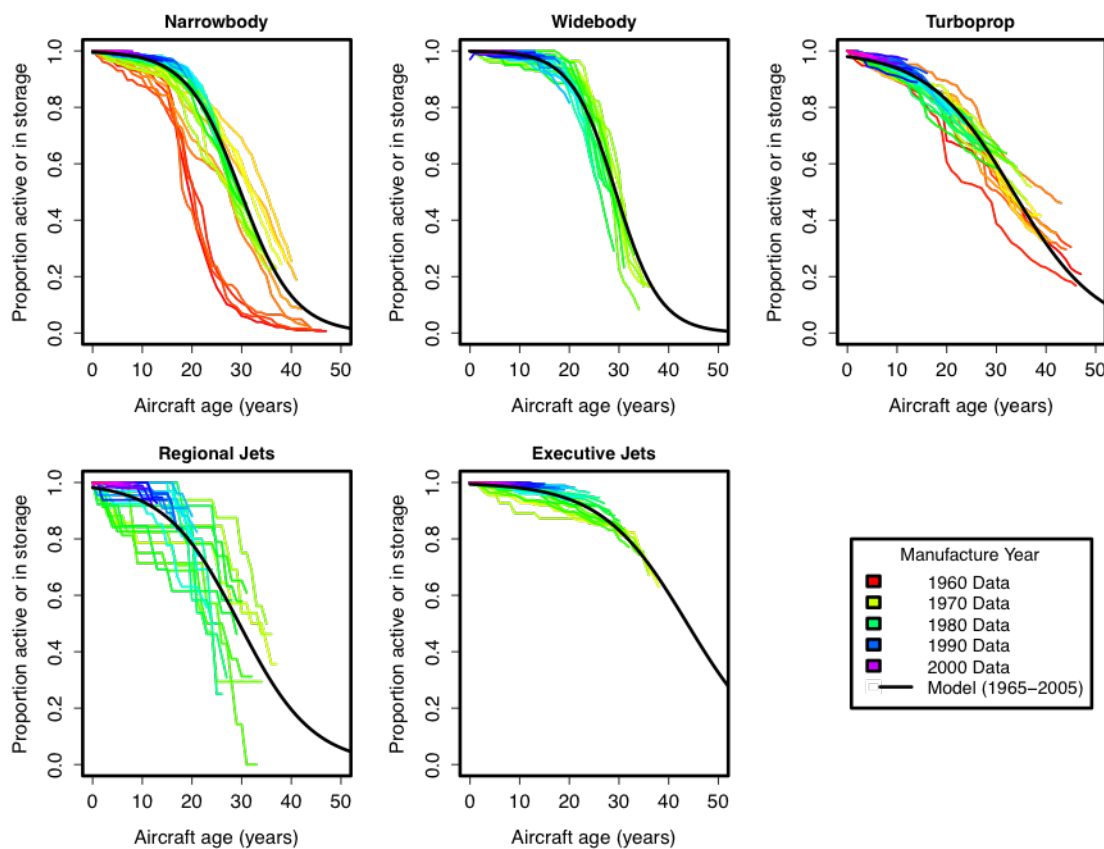 Narrowbody
Proportion active or in storage
0.0 0.2 0.4 0.6 0.8 1.0
0 10 20 30 40 50
Aircraft age (years)
Widebody
Proportion active or in storage
0.0 0.2 0.4 0.6 0.8 1.0
0 10 20 30 40 50
Aircraft age (years)
Turboprop
Proportion active or in storage
0.0 0.2 0.4 0.6 0.8 1.0
0 10 20 30 40 50
Aircraft age (years)
Regional Jets
Proportion active or in storage
0.0 0.2 0.4 0.6 0.8 1.0
0 10 20 30 40 50
Aircraft age (years)
Executive Jets
Proportion active or in storage
0.0 0.2 0.4 0.6 0.8 1.0
0 10 20 30 40 50
Aircraft age (years)
Manufacture Year
1960 Data
1970 Data
1980 Data
1990 Data
2000 Data
Model (1965−2005)